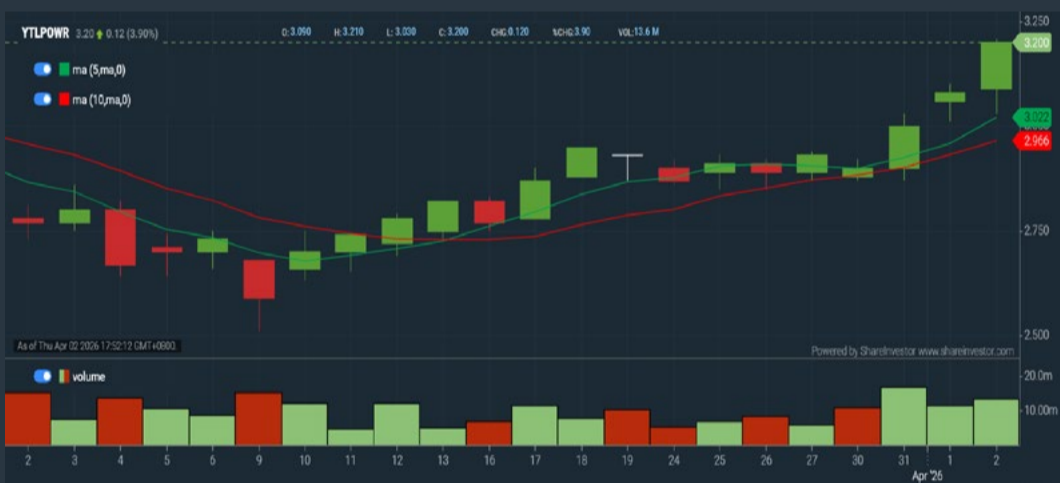 YTLPOWR 3.20 0.12 (3.90%) O: 3.090 H: 3.210 L: 3.030 C: 3.200 CHG: 0.120 %CHG: 3.90 VOL: 13.6 M
ma (5,ma,0)
ma (10,ma,0)
3.250
3.200
3.022
2.966
2.750
2.500
As of Thu Apr 02 2026 17:52:12 GMT+0800
Powered by ShareInvestor www.shareinvestor.com
volume
20.0m
10.00m
2 3 4 5 6 9 10 11 12 13 16 17 18 19 24 25 26 27 30 31 1 2
Apr '26